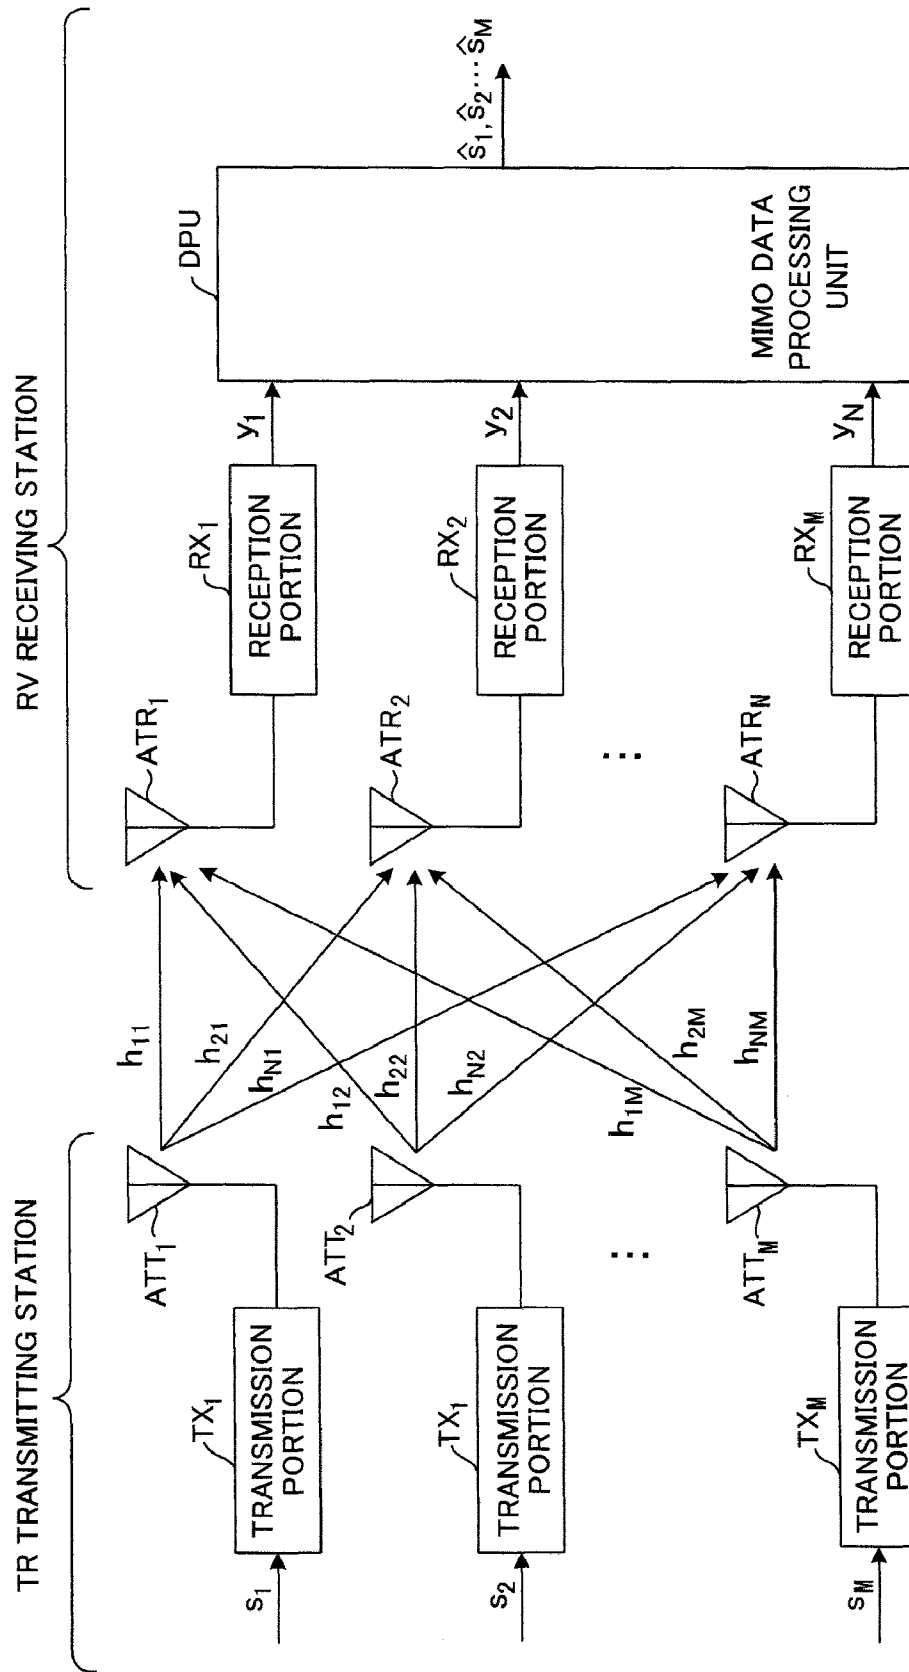 TR TRANSMITTING STATION
RV RECEIVING STATION
s1
TX1
TRANSMISSION
PORTION
ATT1
s2
TX1
TRANSMISSION
PORTION
ATT2
...
sM
TXM
TRANSMISSION
PORTION
ATTM
h11
h21
hN1
h12
h22
hN2
h1M
h2M
hNM
ATR1
RX1
RECEPTION
PORTION
y1
ATR2
RX2
RECEPTION
PORTION
y2
...
ATRN
RXM
RECEPTION
PORTION
yN
DPU
MIMO DATA
PROCESSING
UNIT
ŝ1, ŝ2 ... ŝM